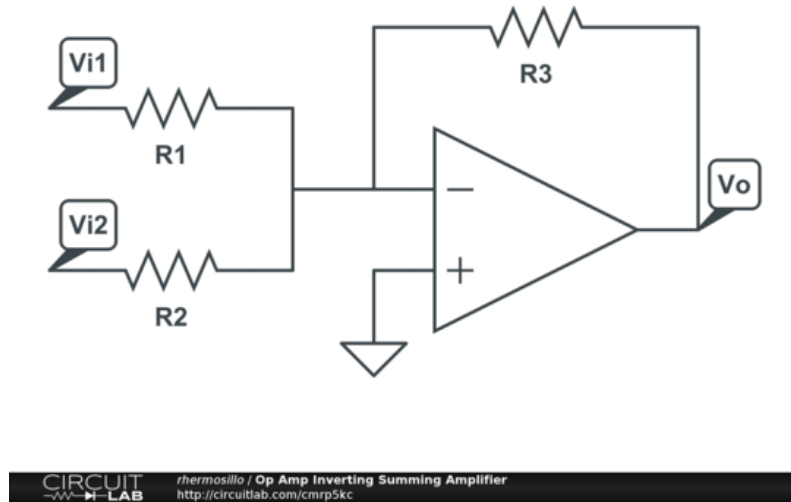 Vi1
R1
Vi2
R2
R3
−
+
Vo
CIRCUIT
LAB
rhermosillo / Op Amp Inverting Summing Amplifier
http://circuitlab.com/cmrp5kc